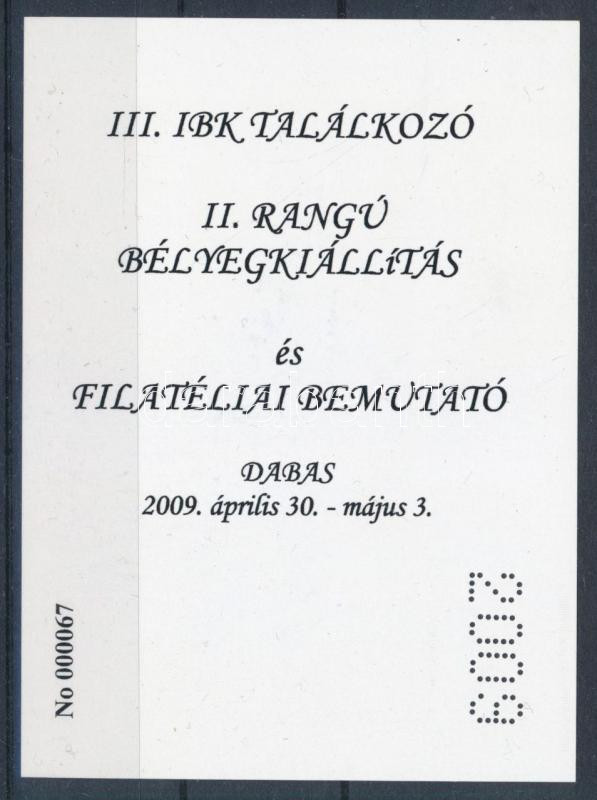 III. IBK TALÁLKOZÓ
II. RANGÚ
BÉLYEGKIÁLLíTÁS
és
FILATÉLIAI BEMUTATÓ
DABAS
2009. április 30. - május 3.
No 000067
2009